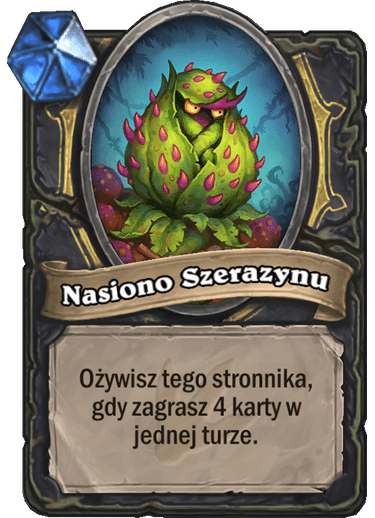 Nasiono Szerazynu
Ożywisz tego stronnika,
gdy zagrasz 4 karty w
jednej turze.